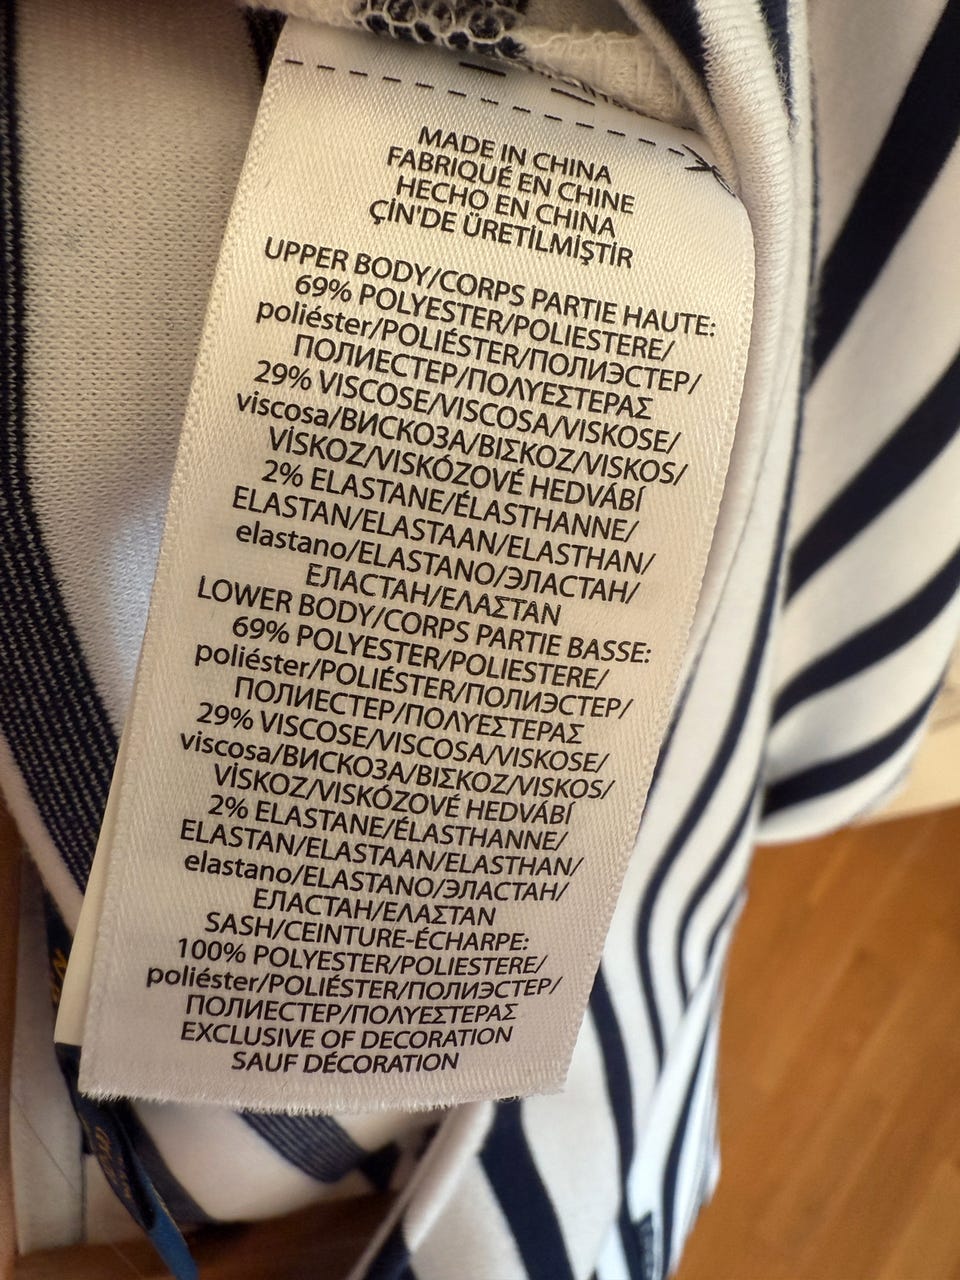 MADE IN CHINA
FABRIQUÉ EN CHINE
HECHO EN CHINA
ÇİN'DE ÜRETİLMİŞTİR
UPPER BODY/CORPS PARTIE HAUTE:
69% POLYESTER/POLIESTERE/
poliéster/POLIÉSTER/ПОЛИЭСТЕР/
ПОЛИЕСТЕР/ΠΟΛΥΕΣΤΕΡΑΣ
29% VISCOSE/VISCOSA/VISKOSE/
viscosa/ВИСКОЗА/ΒΙΣΚΟΖ/VISKOS/
VİSKOZ/VISKÓZOVÉ HEDVÁBÍ
2% ELASTANE/ÉLASTHANNE/
ELASTAN/ELASTAAN/ELASTHAN/
elastano/ELASTANO/ЭЛАСТАН/
ЕЛАСТАН/ΕΛΑΣΤΑΝ
LOWER BODY/CORPS PARTIE BASSE:
69% POLYESTER/POLIESTERE/
poliéster/POLIÉSTER/ПОЛИЭСТЕР/
ПОЛИЕСТЕР/ΠΟΛΥΕΣΤΕΡΑΣ
29% VISCOSE/VISCOSA/VISKOSE/
viscosa/ВИСКОЗА/ΒΙΣΚΟΖ/VISKOS/
VİSKOZ/VISKÓZOVÉ HEDVÁBÍ
2% ELASTANE/ÉLASTHANNE/
ELASTAN/ELASTAAN/ELASTHAN/
elastano/ELASTANO/ЭЛАСТАН/
ЕЛАСТАН/ΕΛΑΣΤΑΝ
SASH/CEINTURE-ÉCHARPE:
100% POLYESTER/POLIESTERE/
poliéster/POLIÉSTER/ПОЛИЭСТЕР/
ПОЛИЕСТЕР/ΠΟΛΥΕΣΤΕΡΑΣ
EXCLUSIVE OF DECORATION
SAUF DÉCORATION